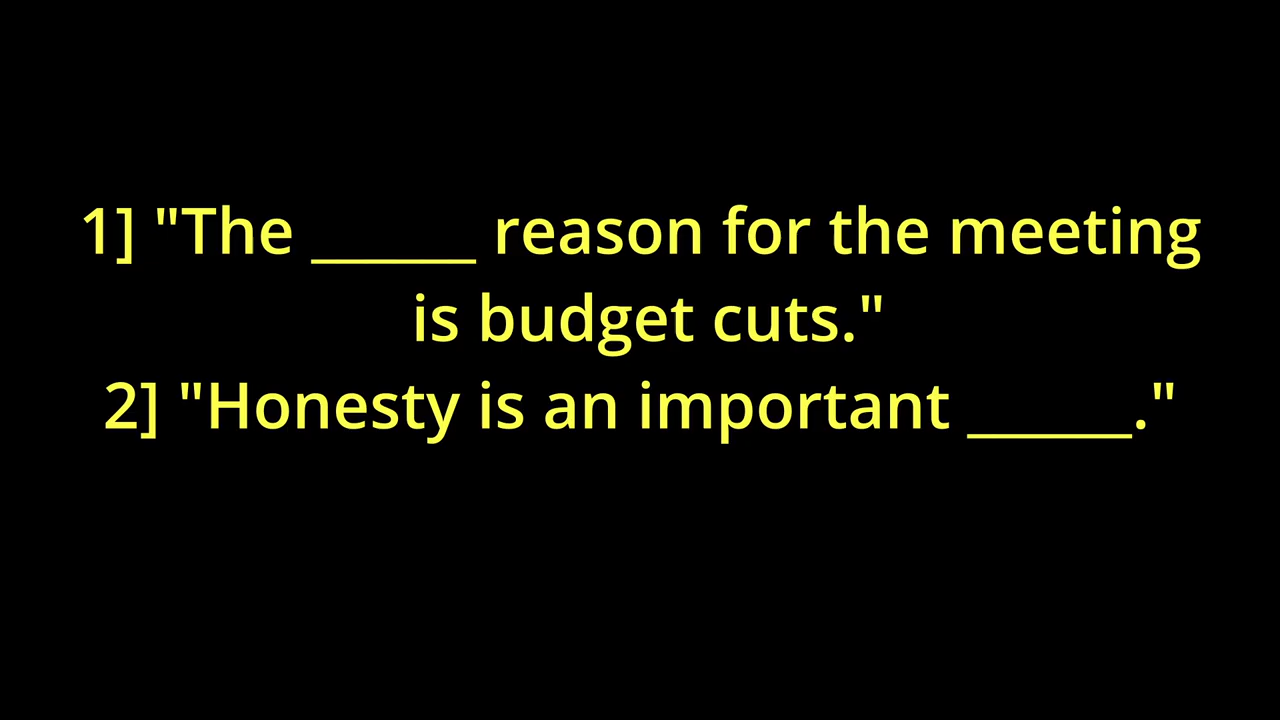 1] "The ______ reason for the meeting
is budget cuts."
2] "Honesty is an important ______."